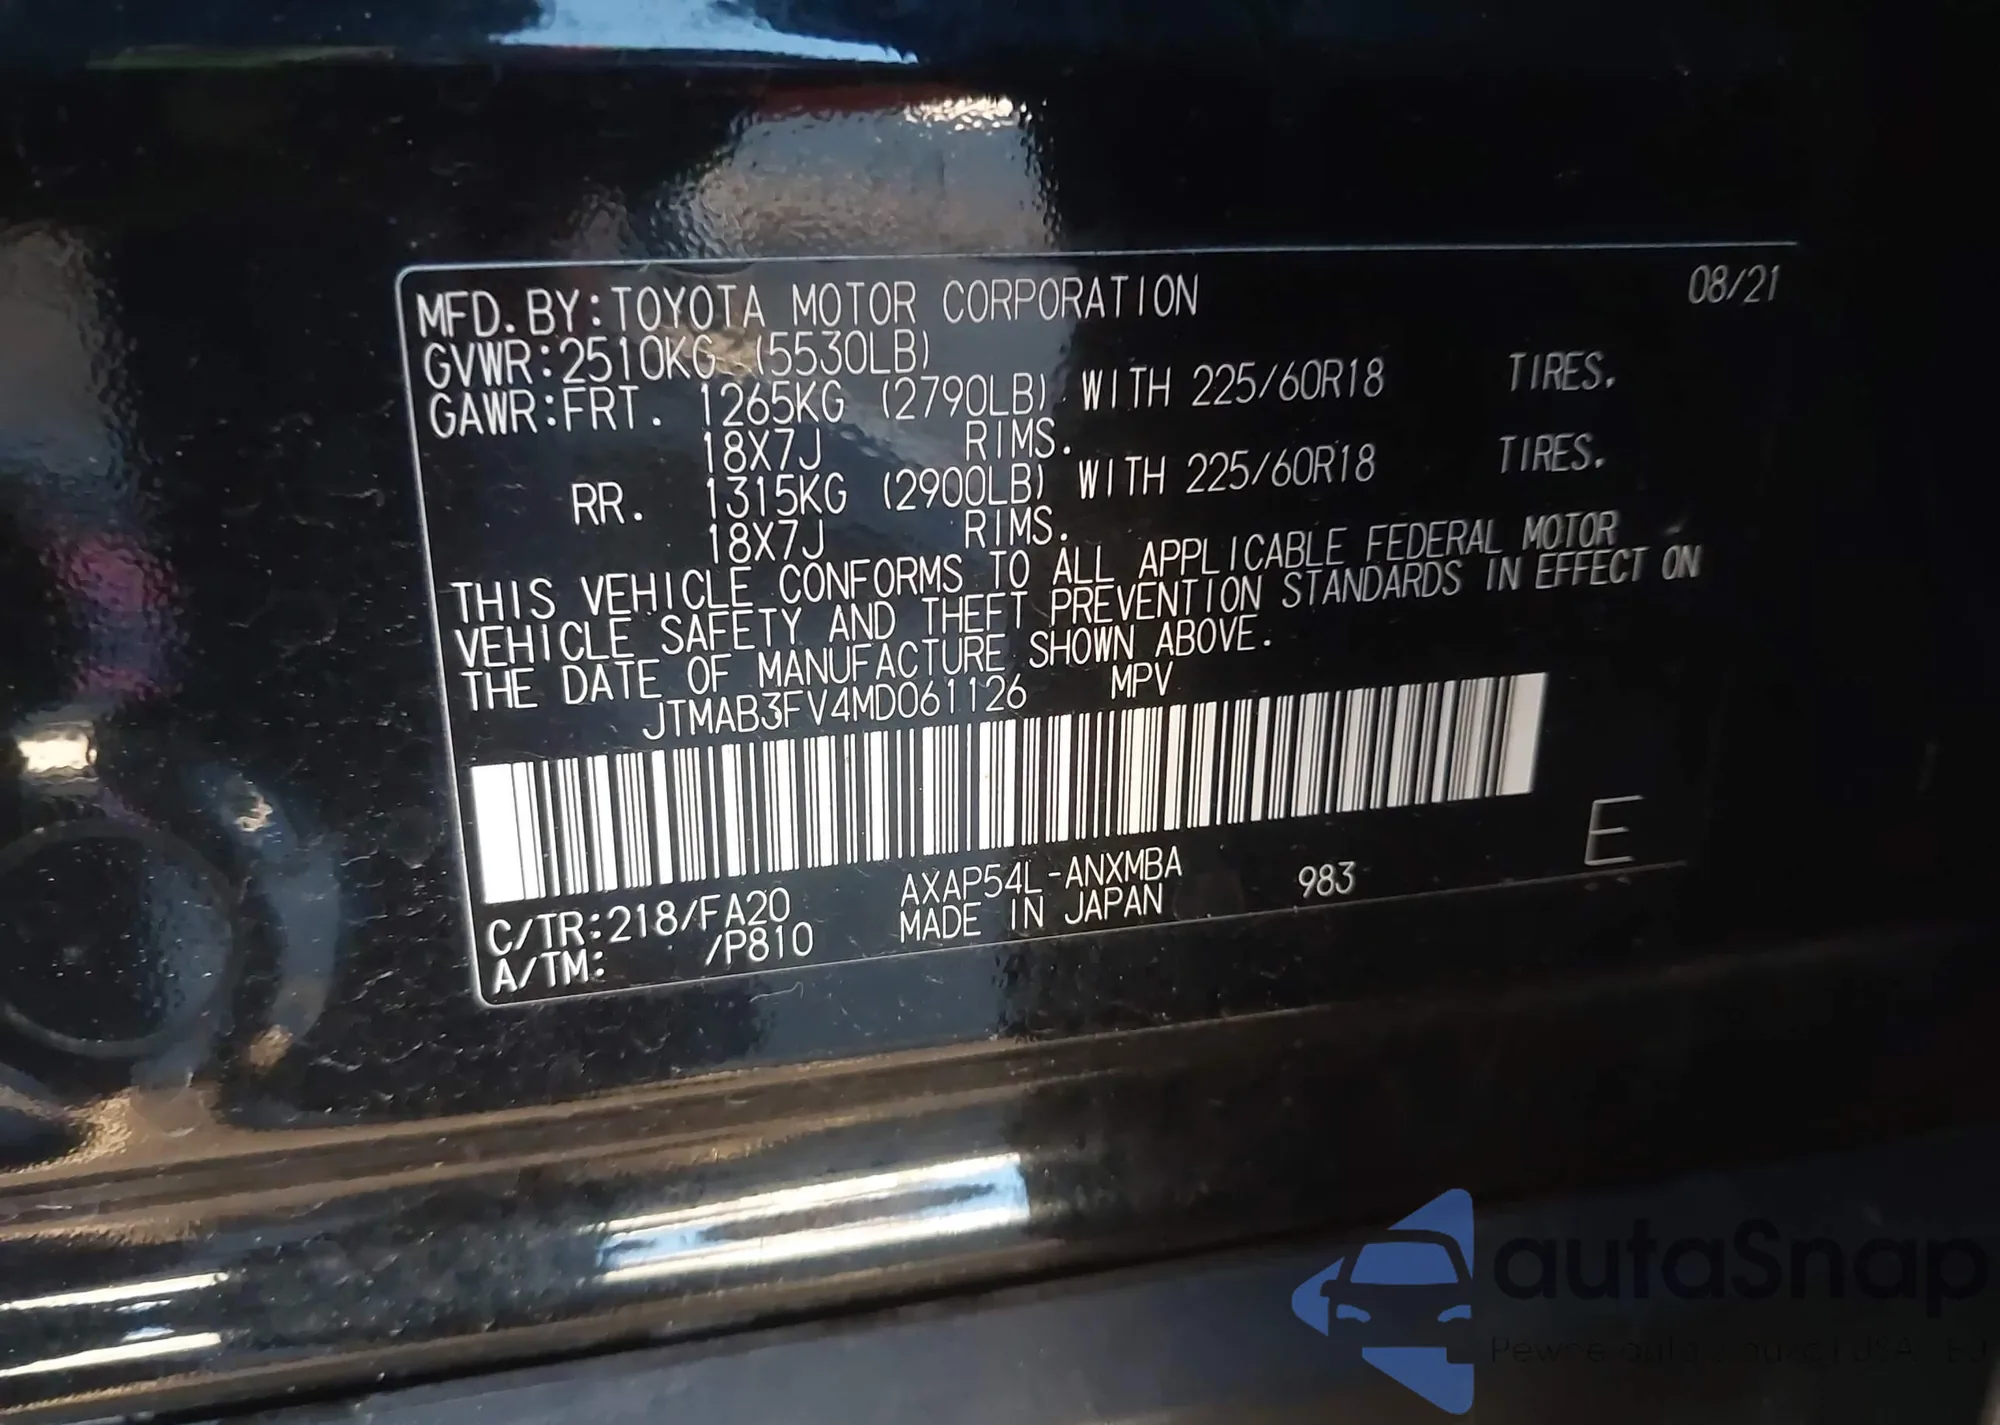 08/21
MFD. BY: TOYOTA MOTOR CORPORATION
GVWR: 2510KG (5530LB)
GAWR: FRT. 1265KG (2790LB) WITH 225/60R18 TIRES.
18X7J RIMS.
RR. 1315KG (2900LB) WITH 225/60R18 TIRES.
18X7J RIMS.
THIS VEHICLE CONFORMS TO ALL APPLICABLE FEDERAL MOTOR
VEHICLE SAFETY AND THEFT PREVENTION STANDARDS IN EFFECT ON
THE DATE OF MANUFACTURE SHOWN ABOVE.
JTMAB3FV4MD061126 MPV
E
C/TR: 218/FA20 AXAP54L-ANXMBA 983
A/TM: /P810 MADE IN JAPAN
autaSnap
Pewne auta z